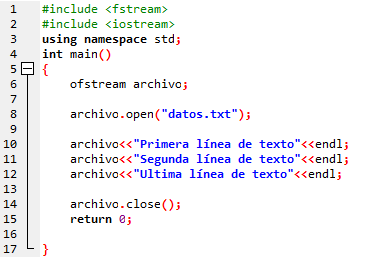 1 #include <fstream>
2 #include <iostream>
3 using namespace std;
4 int main()
5 {
6 ofstream archivo;
7
8 archivo.open("datos.txt");
9
10 archivo<<"Primera línea de texto"<<endl;
11 archivo<<"Segunda línea de texto"<<endl;
12 archivo<<"Ultima línea de texto"<<endl;
13
14 archivo.close();
15 return 0;
16
17 }